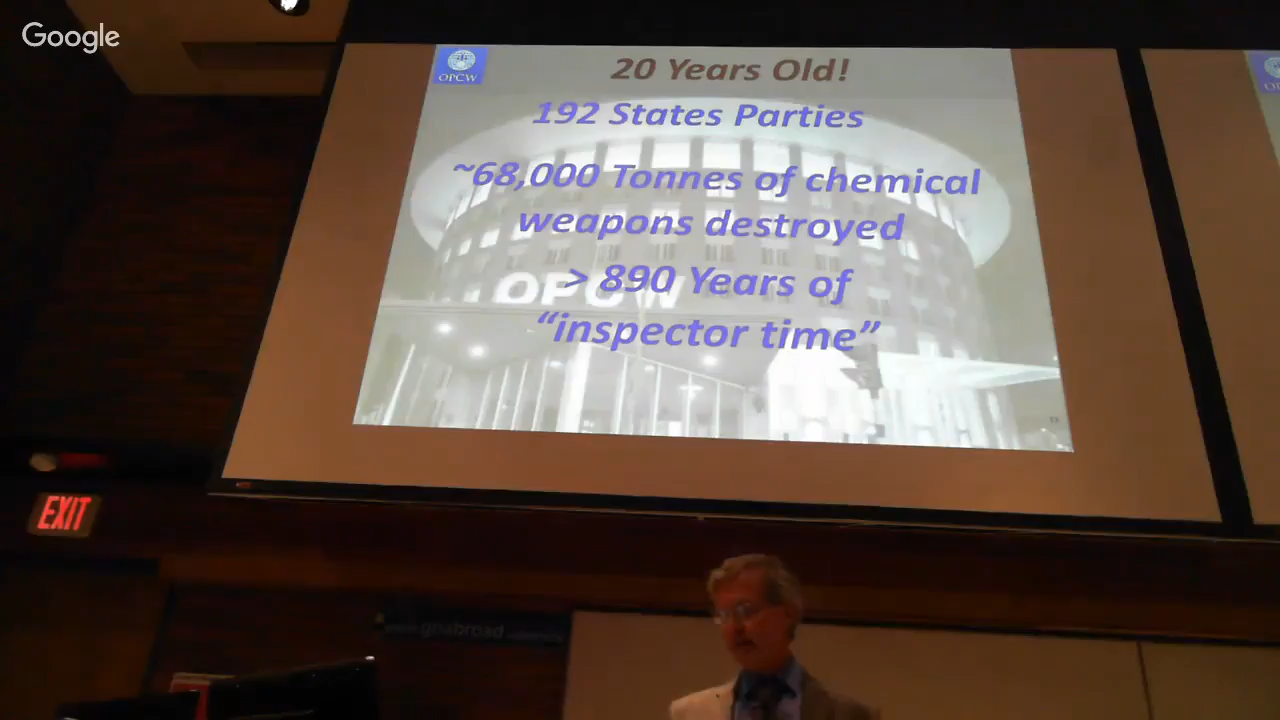 Google
OPCW
20 Years Old!
192 States Parties
~68,000 Tonnes of chemical
weapons destroyed
OPCW
> 890 Years of
“inspector time”
EXIT